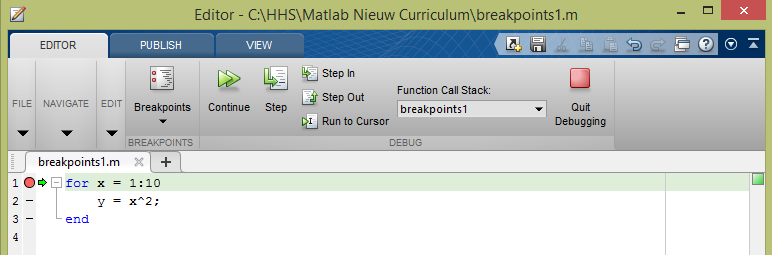 Editor - C:\HHS\Matlab Nieuw Curriculum\breakpoints1.m
EDITOR PUBLISH VIEW
FILE NAVIGATE EDIT Breakpoints Continue Step Step In Function Call Stack: Quit Debugging
Step Out breakpoints1
Run to Cursor
BREAKPOINTS DEBUG
breakpoints1.m
1 for x = 1:10
2 y = x^2;
3 end
4